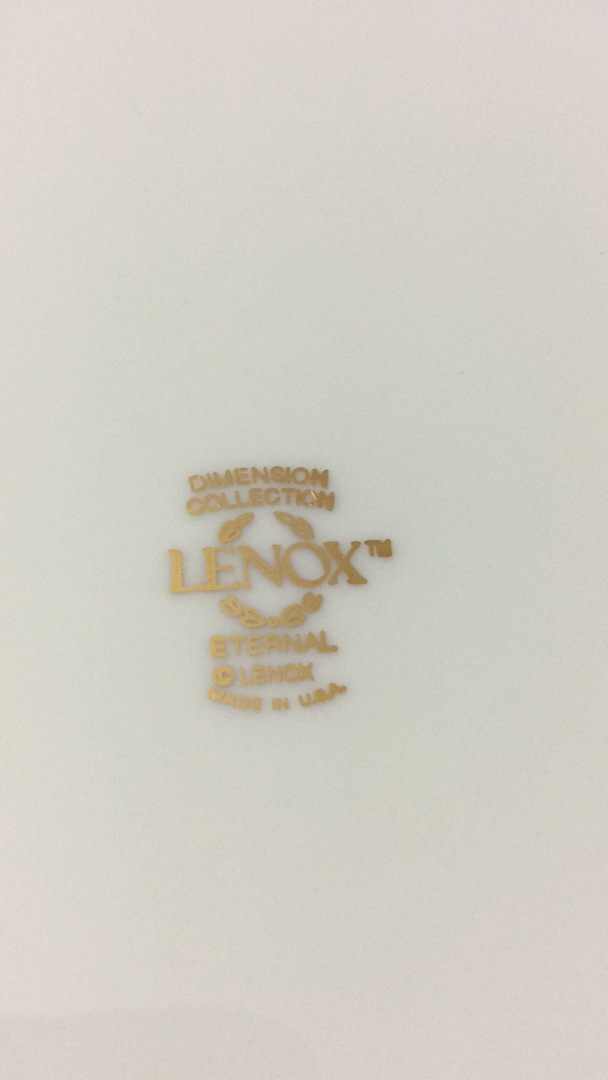 DIMENSION
COLLECTION
LENOX™
ETERNAL
© LENOX
MADE IN U.S.A.